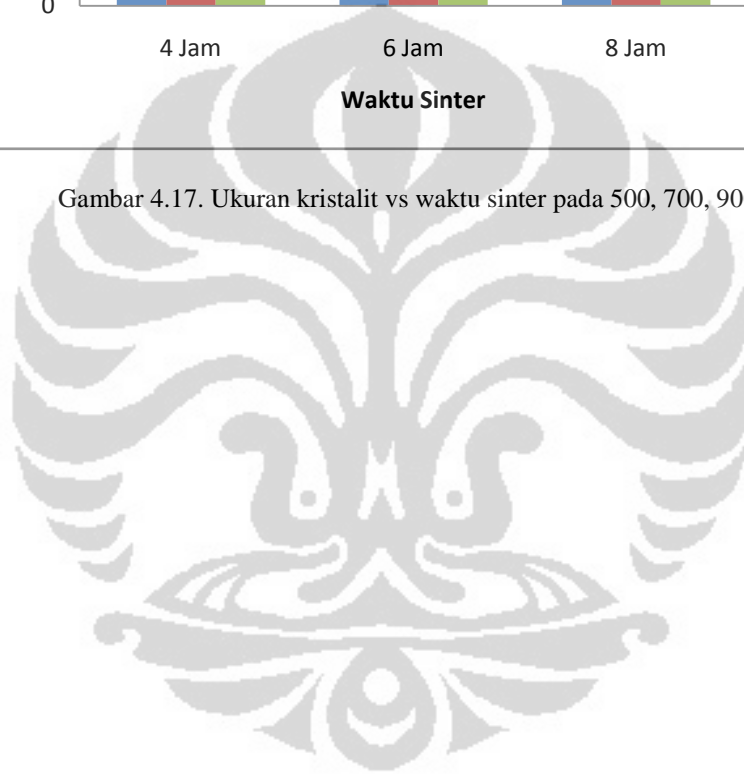 0
4 Jam 6 Jam 8 Jam
Waktu Sinter
Gambar 4.17. Ukuran kristalit vs waktu sinter pada 500, 700, 90